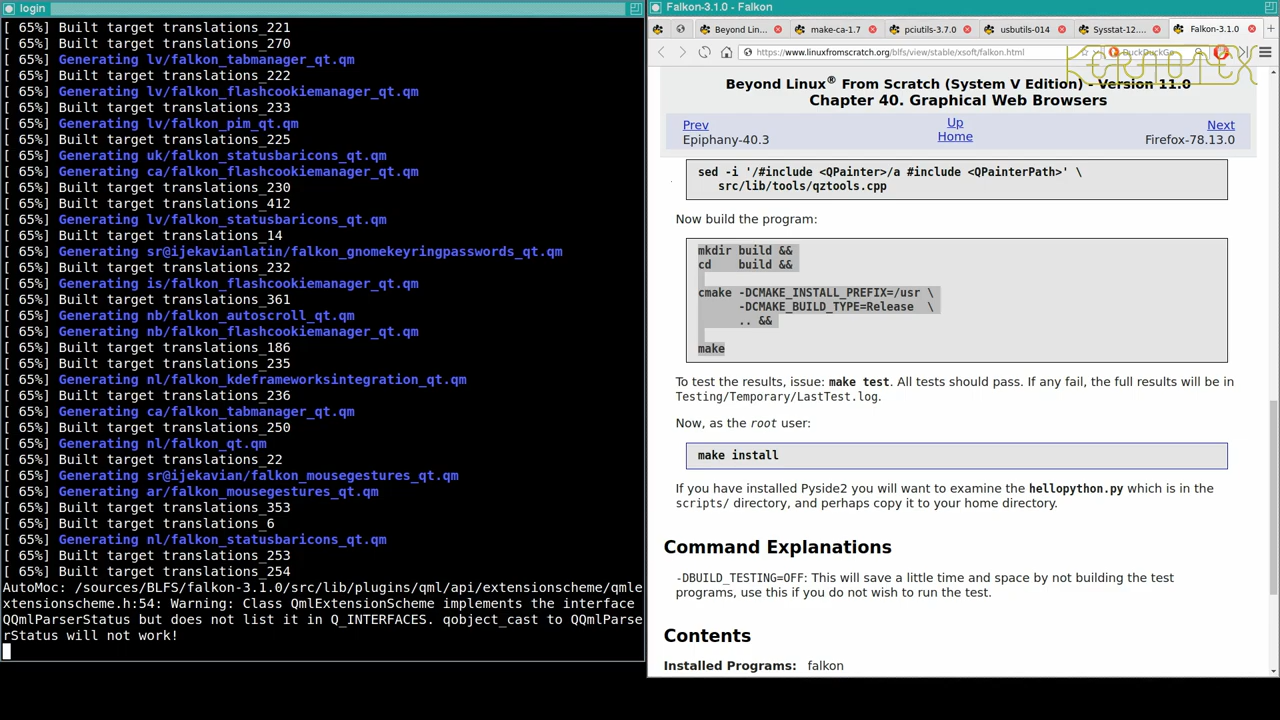 login
[ 65%] Built target translations_221
[ 65%] Built target translations_270
[ 65%] Generating lv/falkon_tabmanager_qt.qm
[ 65%] Built target translations_222
[ 65%] Generating lv/falkon_flashcookiemanager_qt.qm
[ 65%] Built target translations_233
[ 65%] Generating lv/falkon_pim_qt.qm
[ 65%] Built target translations_225
[ 65%] Generating uk/falkon_statusbaricons_qt.qm
[ 65%] Generating ca/falkon_flashcookiemanager_qt.qm
[ 65%] Built target translations_230
[ 65%] Built target translations_412
[ 65%] Generating lv/falkon_statusbaricons_qt.qm
[ 65%] Built target translations_14
[ 65%] Generating sr@ijekavianlatin/falkon_gnomekeyringpasswords_qt.qm
[ 65%] Built target translations_232
[ 65%] Generating is/falkon_flashcookiemanager_qt.qm
[ 65%] Built target translations_361
[ 65%] Generating nb/falkon_autoscroll_qt.qm
[ 65%] Generating nb/falkon_flashcookiemanager_qt.qm
[ 65%] Built target translations_186
[ 65%] Built target translations_235
[ 65%] Generating nl/falkon_kdeframeworksintegration_qt.qm
[ 65%] Built target translations_236
[ 65%] Generating ca/falkon_tabmanager_qt.qm
[ 65%] Built target translations_250
[ 65%] Generating nl/falkon_qt.qm
[ 65%] Built target translations_22
[ 65%] Generating sr@ijekavian/falkon_mousegestures_qt.qm
[ 65%] Generating ar/falkon_mousegestures_qt.qm
[ 65%] Built target translations_353
[ 65%] Built target translations_6
[ 65%] Generating nl/falkon_statusbaricons_qt.qm
[ 65%] Built target translations_253
[ 65%] Built target translations_254
AutoMoc: /sources/BLFS/falkon-3.1.0/src/lib/plugins/qml/api/extensionscheme/qmle
xtensionscheme.h:54: Warning: Class QmlExtensionScheme implements the interface
QQmlParserStatus but does not list it in Q_INTERFACES. qobject_cast to QQmlParse
rStatus will not work!
Falkon-3.1.0 - Falkon
Beyond Lin... make-ca-1.7 pciutils-3.7.0 usbutils-014 Sysstat-12.... Falkon-3.1.0
https://www.linuxfromscratch.org/blfs/view/stable/xsoft/falkon.html DuckDuckGo
KERNOTEX
Beyond Linux® From Scratch (System V Edition) - Version 11.0
Chapter 40. Graphical Web Browsers
Prev Up Next
Epiphany-40.3 Home Firefox-78.13.0
sed -i '/#include <QPainter>/a #include <QPainterPath>' \
src/lib/tools/qztools.cpp
Now build the program:
mkdir build &&
cd    build &&
cmake -DCMAKE_INSTALL_PREFIX=/usr \
-DCMAKE_BUILD_TYPE=Release  \
.. &&
make
To test the results, issue: make test. All tests should pass. If any fail, the full results will be in
Testing/Temporary/LastTest.log.
Now, as the root user:
make install
If you have installed Pyside2 you will want to examine the hellopython.py which is in the
scripts/ directory, and perhaps copy it to your home directory.
Command Explanations
-DBUILD_TESTING=OFF: This will save a little time and space by not building the test
programs, use this if you do not wish to run the test.
Contents
Installed Programs: falkon